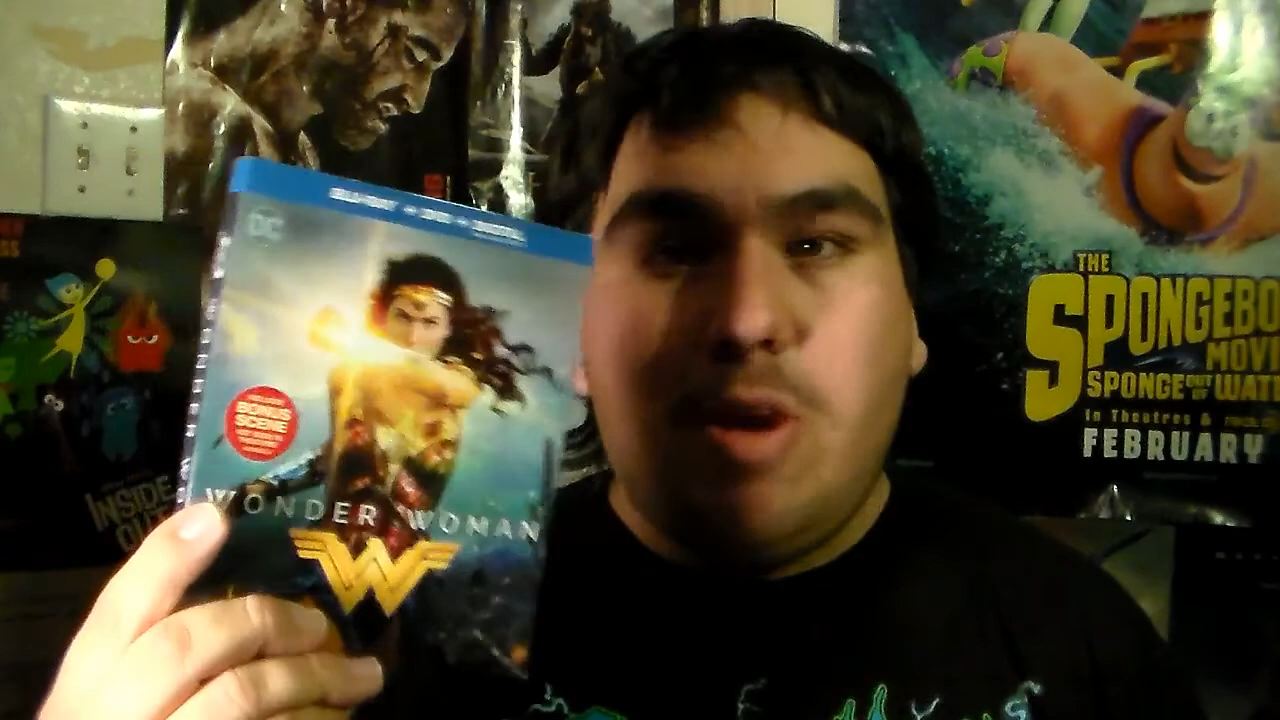 BLU-RAY + DVD + DIGITAL
DC
BONUS
SCENE
WONDER WOMAN
W
INSIDE
OUT
THE
SPONGEBO
MOVI
SPONGE OUT OF WAT
In Theatres &
FEBRUARY